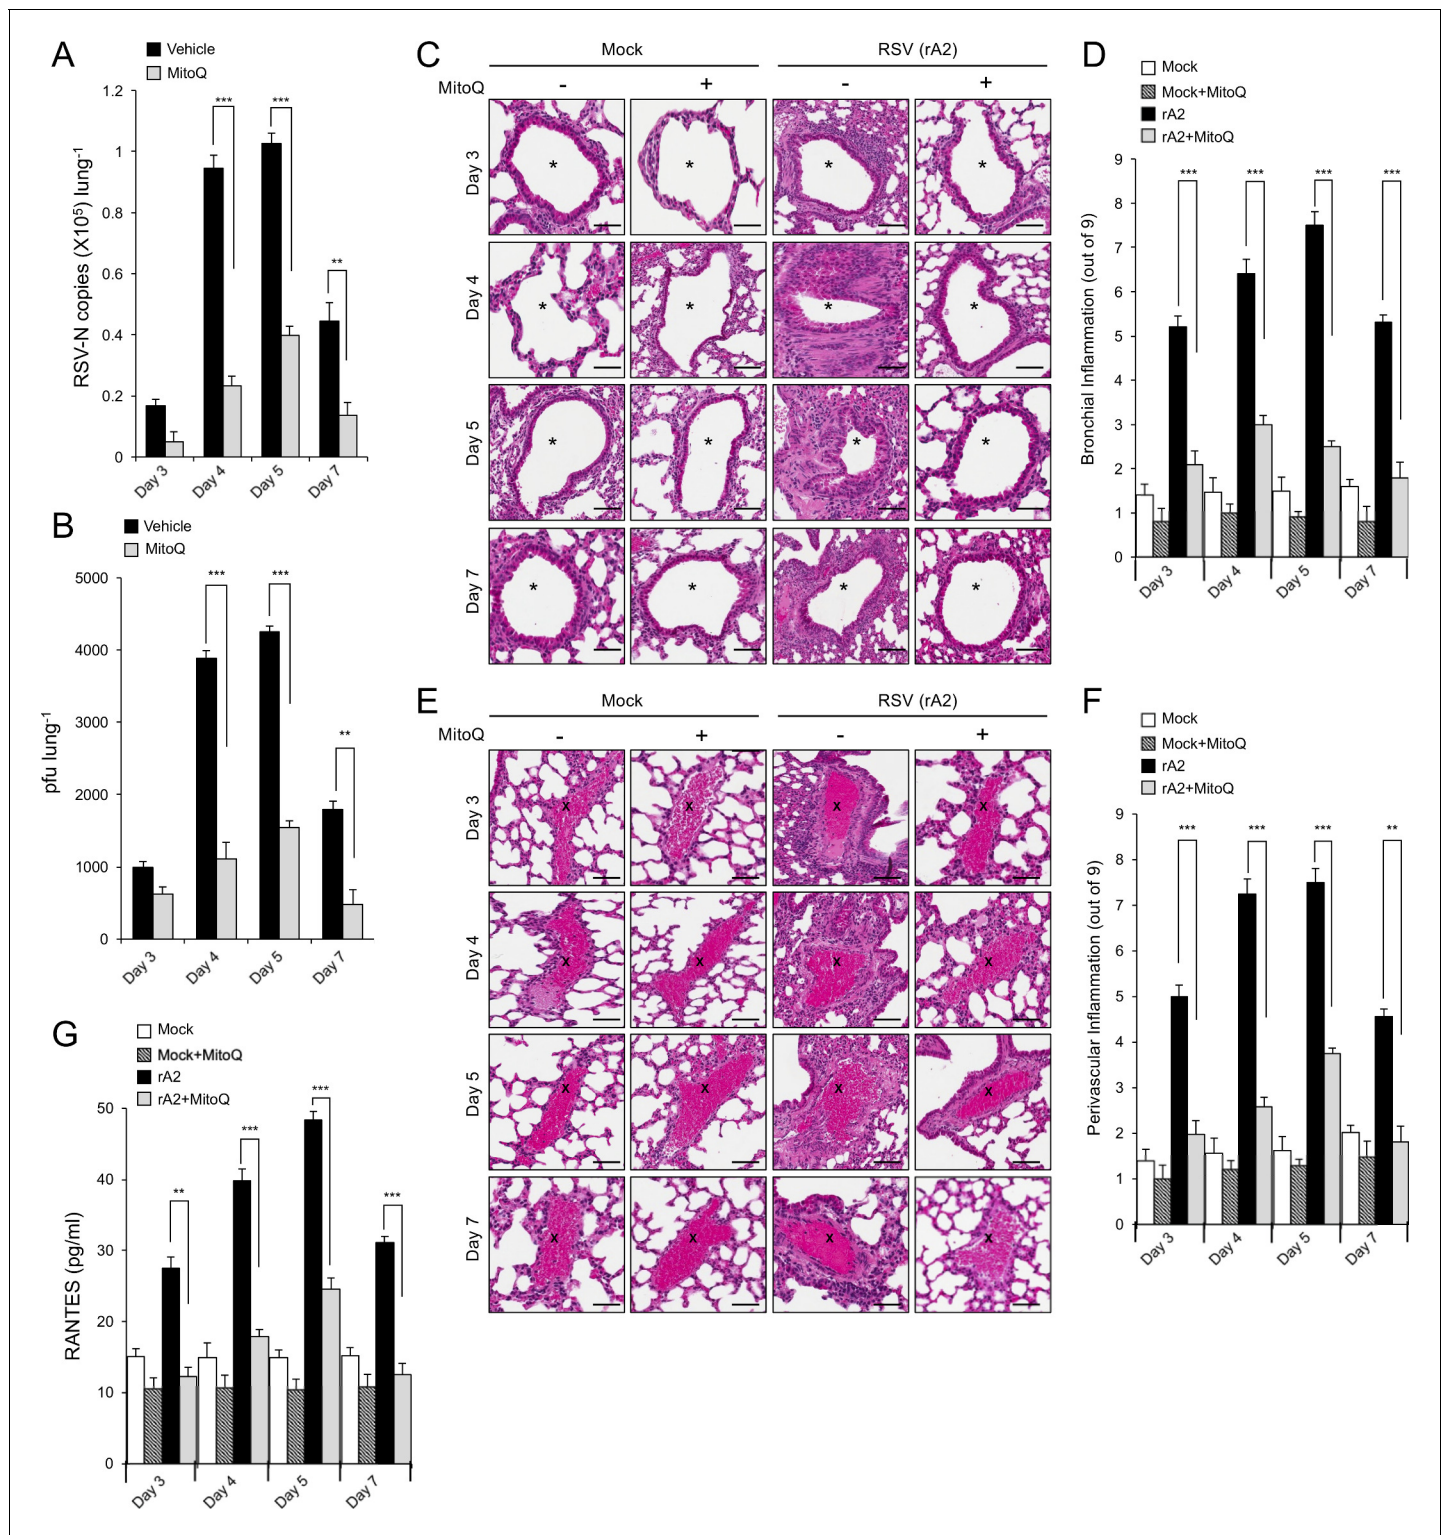 A
Vehicle
MitoQ
RSV-N copies (X10⁵) lung⁻¹
1.2
1
0.8
0.6
0.4
0.2
0
***
***
**
Day 3
Day 4
Day 5
Day 7
B
Vehicle
MitoQ
pfu lung⁻¹
5000
4000
3000
2000
1000
0
***
***
**
Day 3
Day 4
Day 5
Day 7
G
Mock
Mock+MitoQ
rA2
rA2+MitoQ
RANTES (pg/ml)
50
40
30
20
10
0
**
***
***
***
Day 3
Day 4
Day 5
Day 7
C
Mock RSV (rA2)
MitoQ - + - +
Day 3
* * * *
Day 4
* * * *
Day 5
* * * *
Day 7
* * * *
E
Mock RSV (rA2)
MitoQ - + - +
Day 3
X X X X
Day 4
X X X X
Day 5
X X X X
Day 7
X X X X
D
Mock
Mock+MitoQ
rA2
rA2+MitoQ
Bronchial Inflammation (out of 9)
9
8
7
6
5
4
3
2
1
0
***
***
***
***
Day 3
Day 4
Day 5
Day 7
F
Mock
Mock+MitoQ
rA2
rA2+MitoQ
Perivascular Inflammation (out of 9)
9
8
7
6
5
4
3
2
1
0
***
***
***
**
Day 3
Day 4
Day 5
Day 7